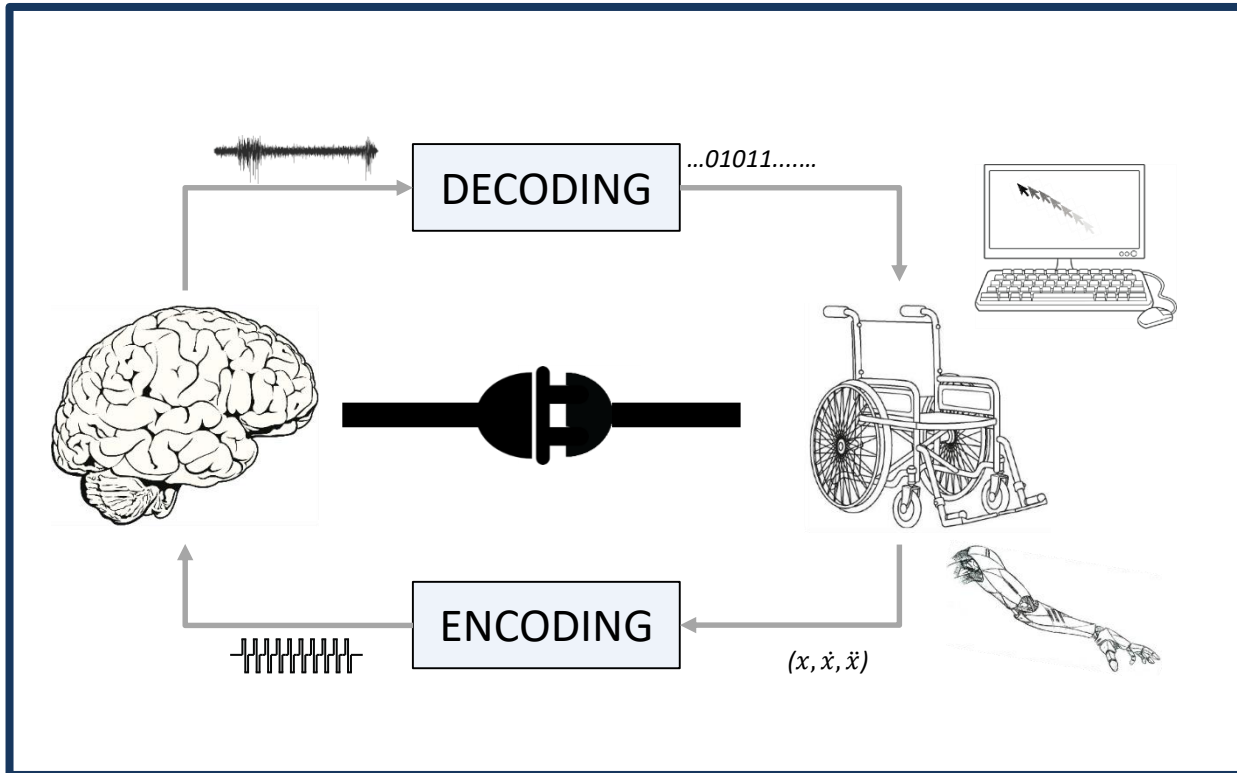 DECODING
...01011.......
ENCODING
(x, ẋ, ẍ)